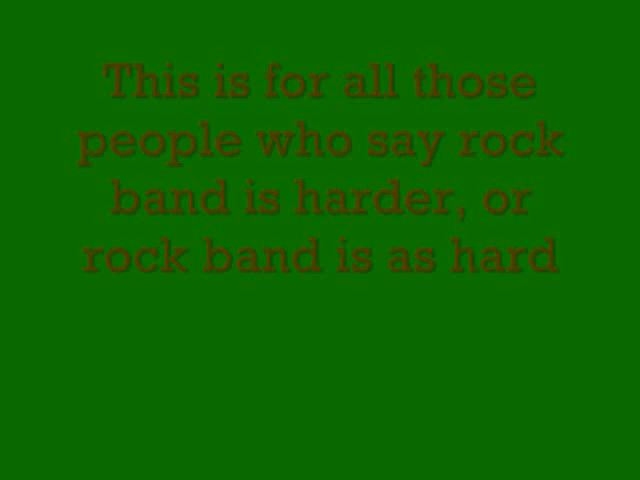 This is for all those
people who say rock
band is harder, or
rock band is as hard